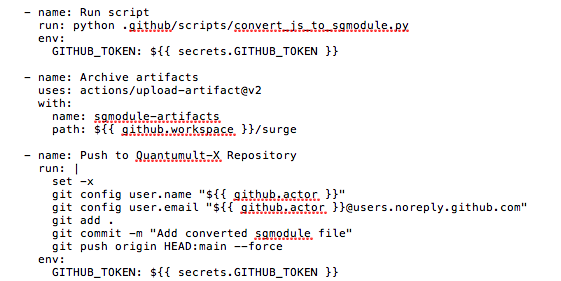 - name: Run script
run: python .github/scripts/convert_js_to_sgmodule.py
env:
GITHUB_TOKEN: ${{ secrets.GITHUB_TOKEN }}
- name: Archive artifacts
uses: actions/upload-artifact@v2
with:
name: sgmodule-artifacts
path: ${{ github.workspace }}/surge
- name: Push to Quantumult-X Repository
run: |
set -x
git config user.name "${{ github.actor }}"
git config user.email "${{ github.actor }}@users.noreply.github.com"
git add .
git commit -m "Add converted sgmodule file"
git push origin HEAD:main --force
env:
GITHUB_TOKEN: ${{ secrets.GITHUB_TOKEN }}